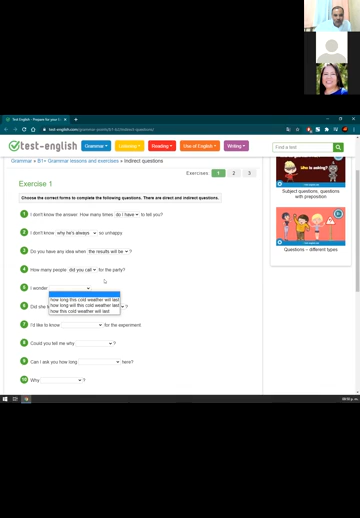 Test English - Prepare for your E
test-english.com/grammar-points/b1-b2/indirect-questions/
test-english
Grammar
Listening
Reading
Use of English
Writing
Find a test
Grammar » B1+ Grammar lessons and exercises » Indirect questions
Exercises 1 2 3
Exercise 1
Choose the correct forms to complete the following questions. There are direct and indirect questions.
1 I don't know the answer. How many times do I have to tell you?
2 I don't know why he's always so unhappy
3 Do you have any idea when the results will be ?
4 How many people did you call for the party?
5 I wonder .
how long this cold weather will last
how long will this cold weather last
how this cold weather will last
6 Did she t ?
7 I'd like to know for the experiment.
8 Could you tell me why ?
9 Can I ask you how long here?
10 Why ?
Who is asking?
Subject questions, questions
with preposition
Questions – different types